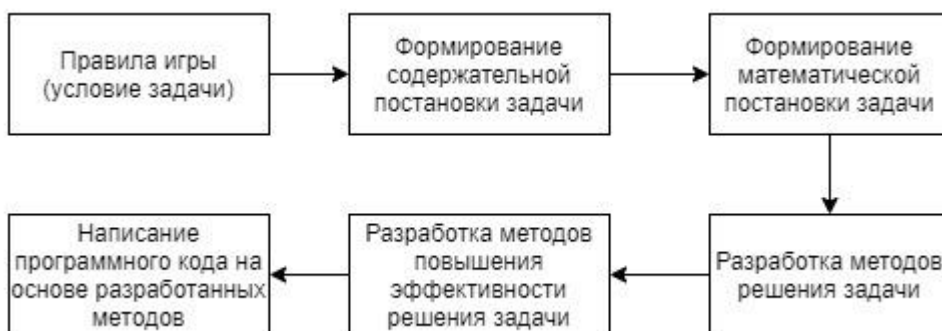 Правила игры
(условие задачи)
Формирование
содержательной
постановки задачи
Формирование
математической
постановки задачи
Разработка методов
решения задачи
Разработка методов
повышения
эффективности
решения задачи
Написание
программного кода на
основе разработанных
методов